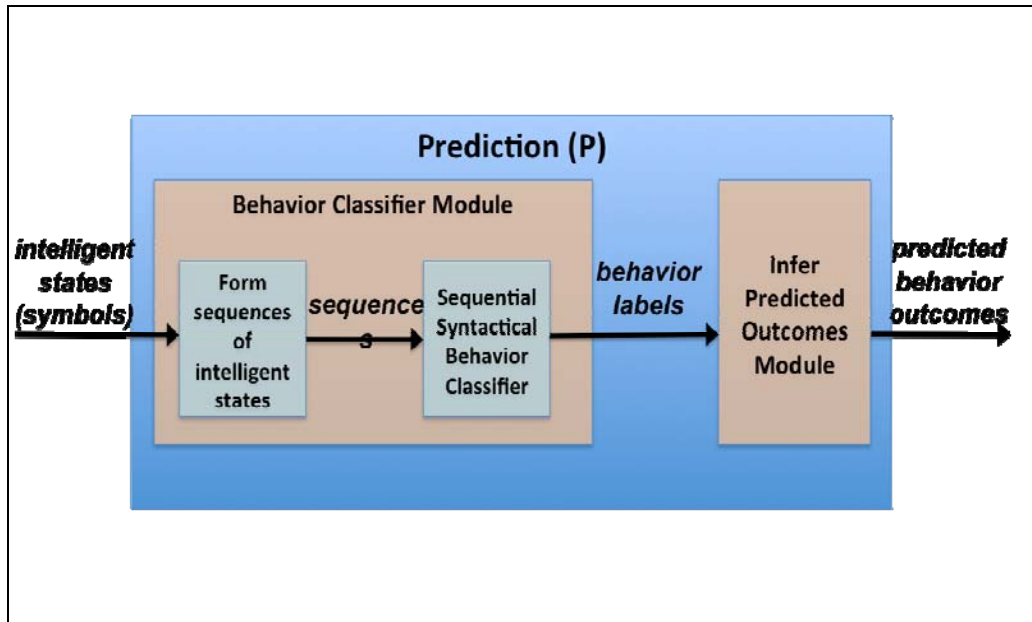 Prediction (P)
Behavior Classifier Module
intelligent
states
(symbols)
Form
sequences
of
intelligent
states
sequence
s
Sequential
Syntactical
Behavior
Classifier
behavior
labels
Infer
Predicted
Outcomes
Module
predicted
behavior
outcomes